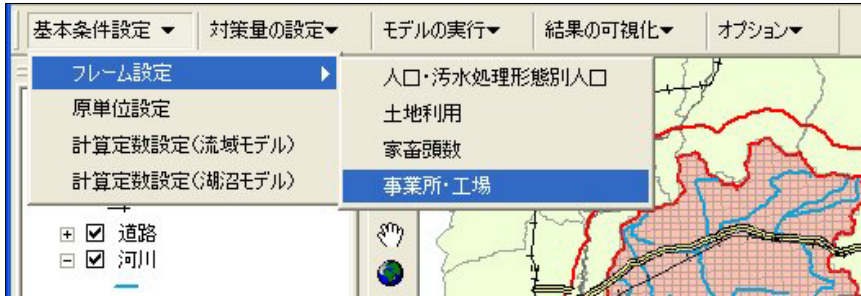 基本条件設定▼ 対策量の設定▼ モデルの実行▼ 結果の可視化▼ オプション▼
フレーム設定
原単位設定
計算定数設定(流域モデル)
計算定数設定(湖沼モデル)
人口・汚水処理形態別人口
土地利用
家畜頭数
事業所・工場
道路
河川